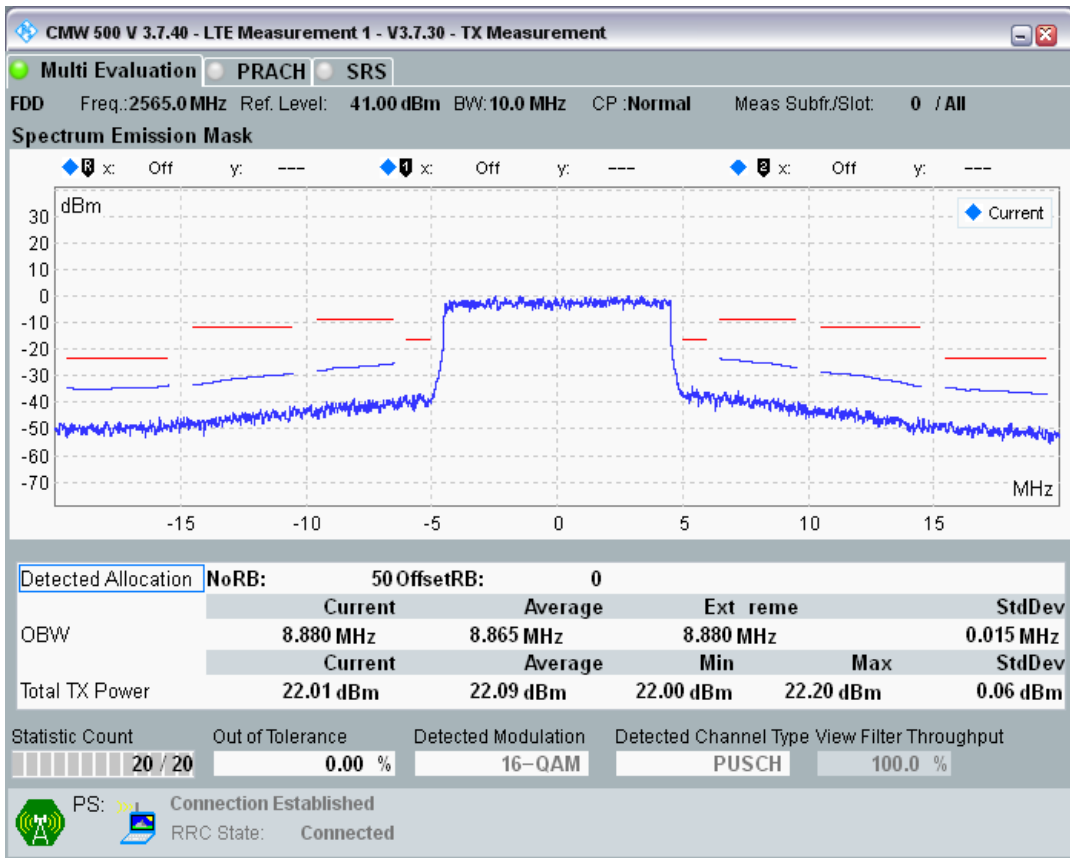 CMW 500 V 3.7.40 - LTE Measurement 1 - V3.7.30 - TX Measurement
Multi Evaluation PRACH SRS
FDD Freq.:2565.0 MHz Ref. Level: 41.00 dBm BW:10.0 MHz CP :Normal Meas Subfr./Slot: 0 / All
Spectrum Emission Mask
R x: Off y: --- 1 x: Off y: --- 2 x: Off y: ---
dBm
Current
30
20
10
0
-10
-20
-30
-40
-50
-60
-70
MHz
-15 -10 -5 0 5 10 15
Detected Allocation NoRB: 50 OffsetRB: 0
Current Average Ext reme StdDev
OBW 8.880 MHz 8.865 MHz 8.880 MHz 0.015 MHz
Current Average Min Max StdDev
Total TX Power 22.01 dBm 22.09 dBm 22.00 dBm 22.20 dBm 0.06 dBm
Statistic Count Out of Tolerance Detected Modulation Detected Channel Type View Filter Throughput
20 / 20 0.00 % 16-QAM PUSCH 100.0 %
PS: Connection Established
RRC State: Connected